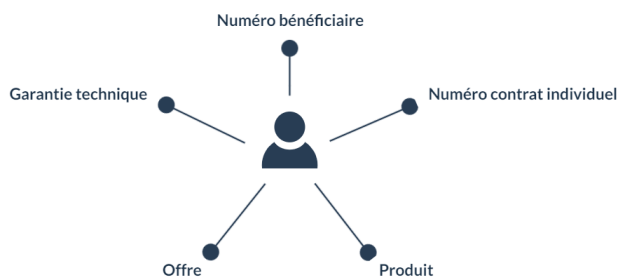 Numéro bénéficiaire
Garantie technique
Numéro contrat individuel
Offre
Produit